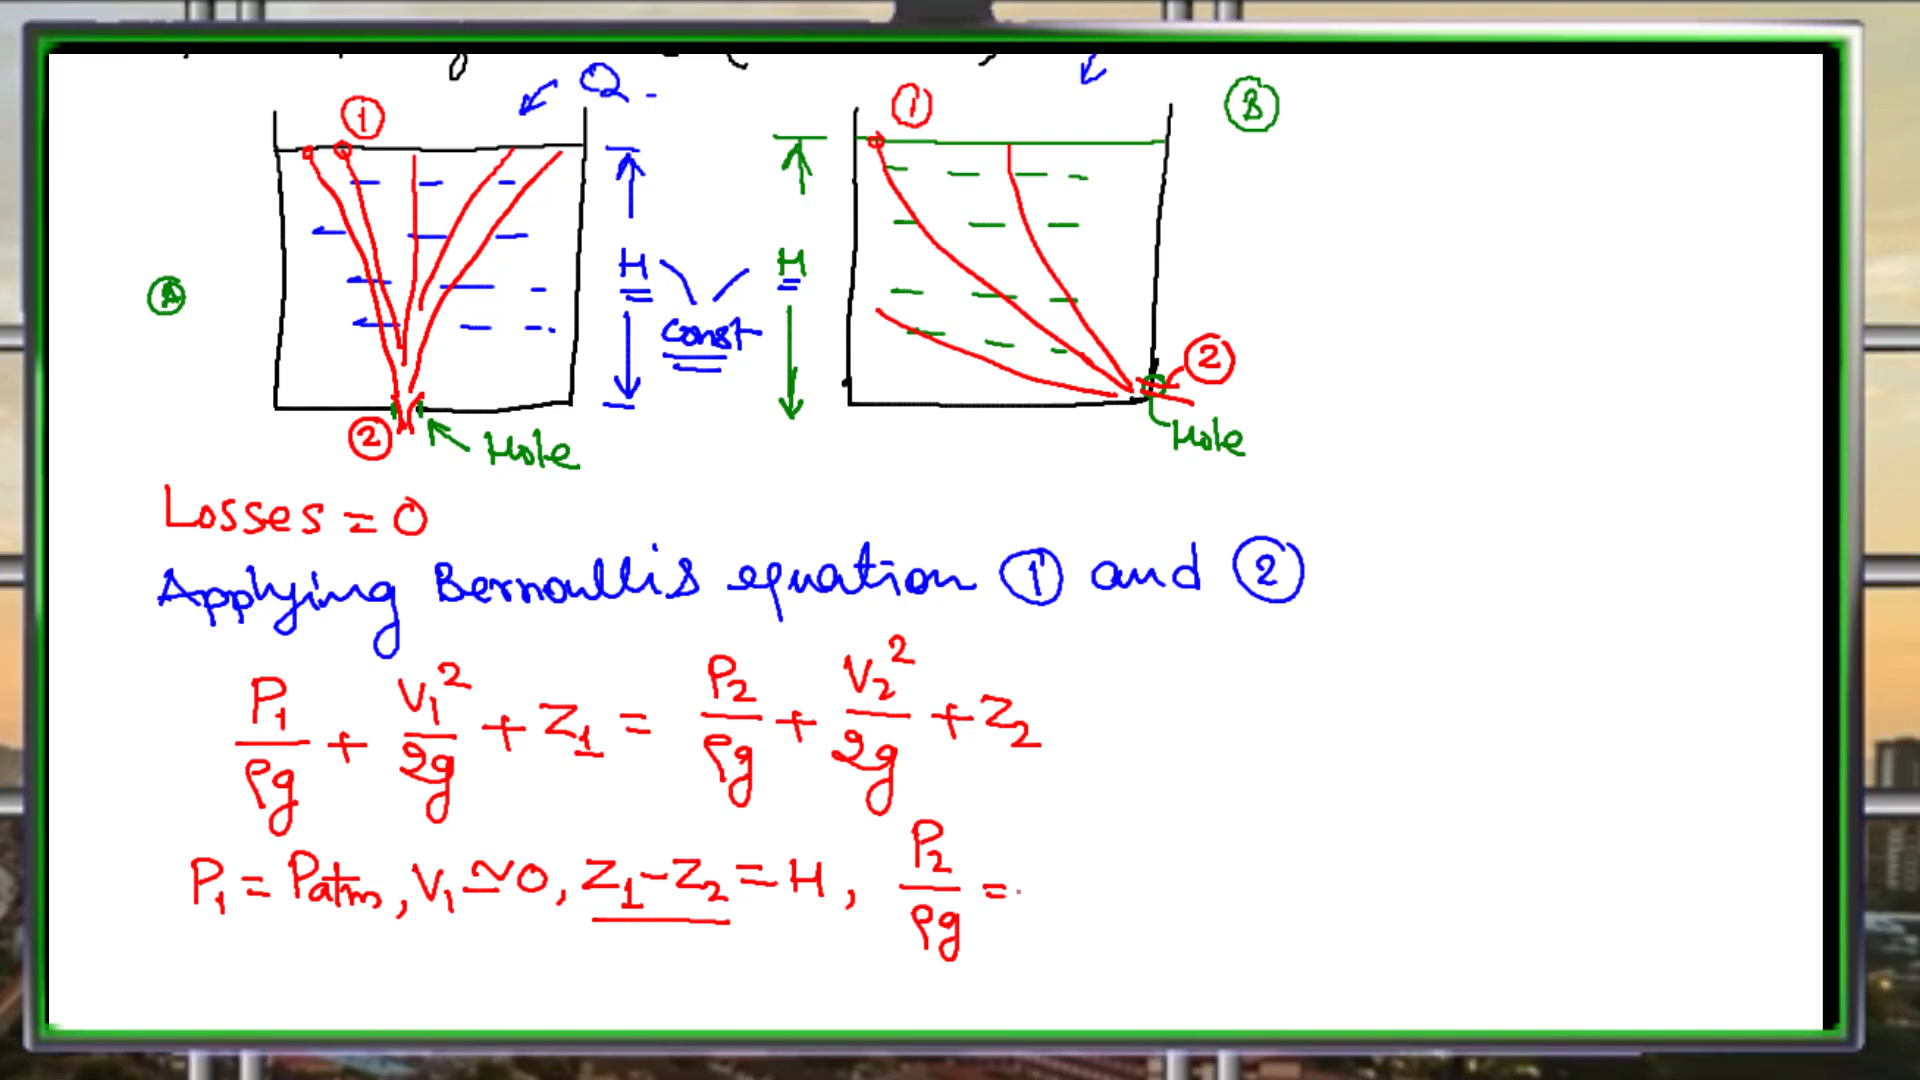 Q
① ① Ⓑ
H H
Ⓐ
const
②
② Hole Hole
Losses = 0
Applying Bernoullis equation ① and ②
P₁/ρg + V₁²/2g + Z₁ = P₂/ρg + V₂²/2g + Z₂
P₁ = Patm, V₁ ≃ 0, Z₁-Z₂ = H, P₂/ρg =